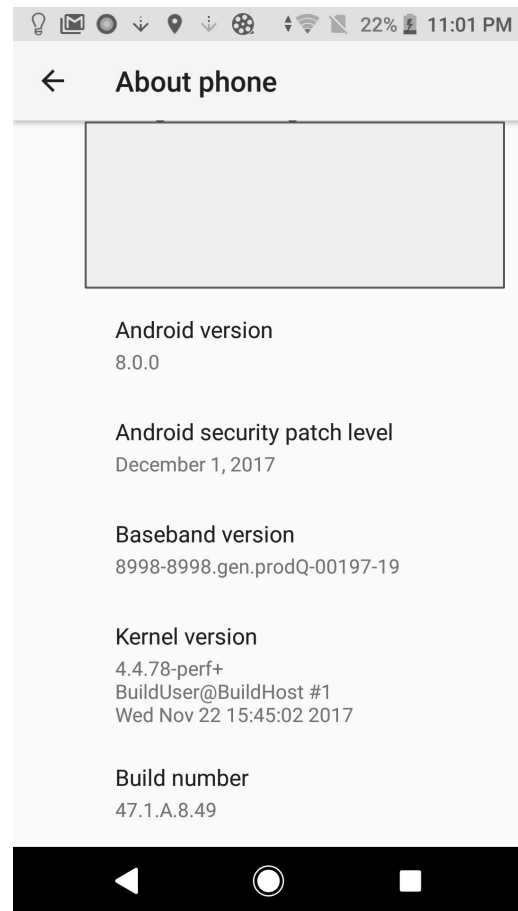 22% 11:01 PM
About phone
Android version
8.0.0
Android security patch level
December 1, 2017
Baseband version
8998-8998.gen.prodQ-00197-19
Kernel version
4.4.78-perf+
BuildUser@BuildHost #1
Wed Nov 22 15:45:02 2017
Build number
47.1.A.8.49